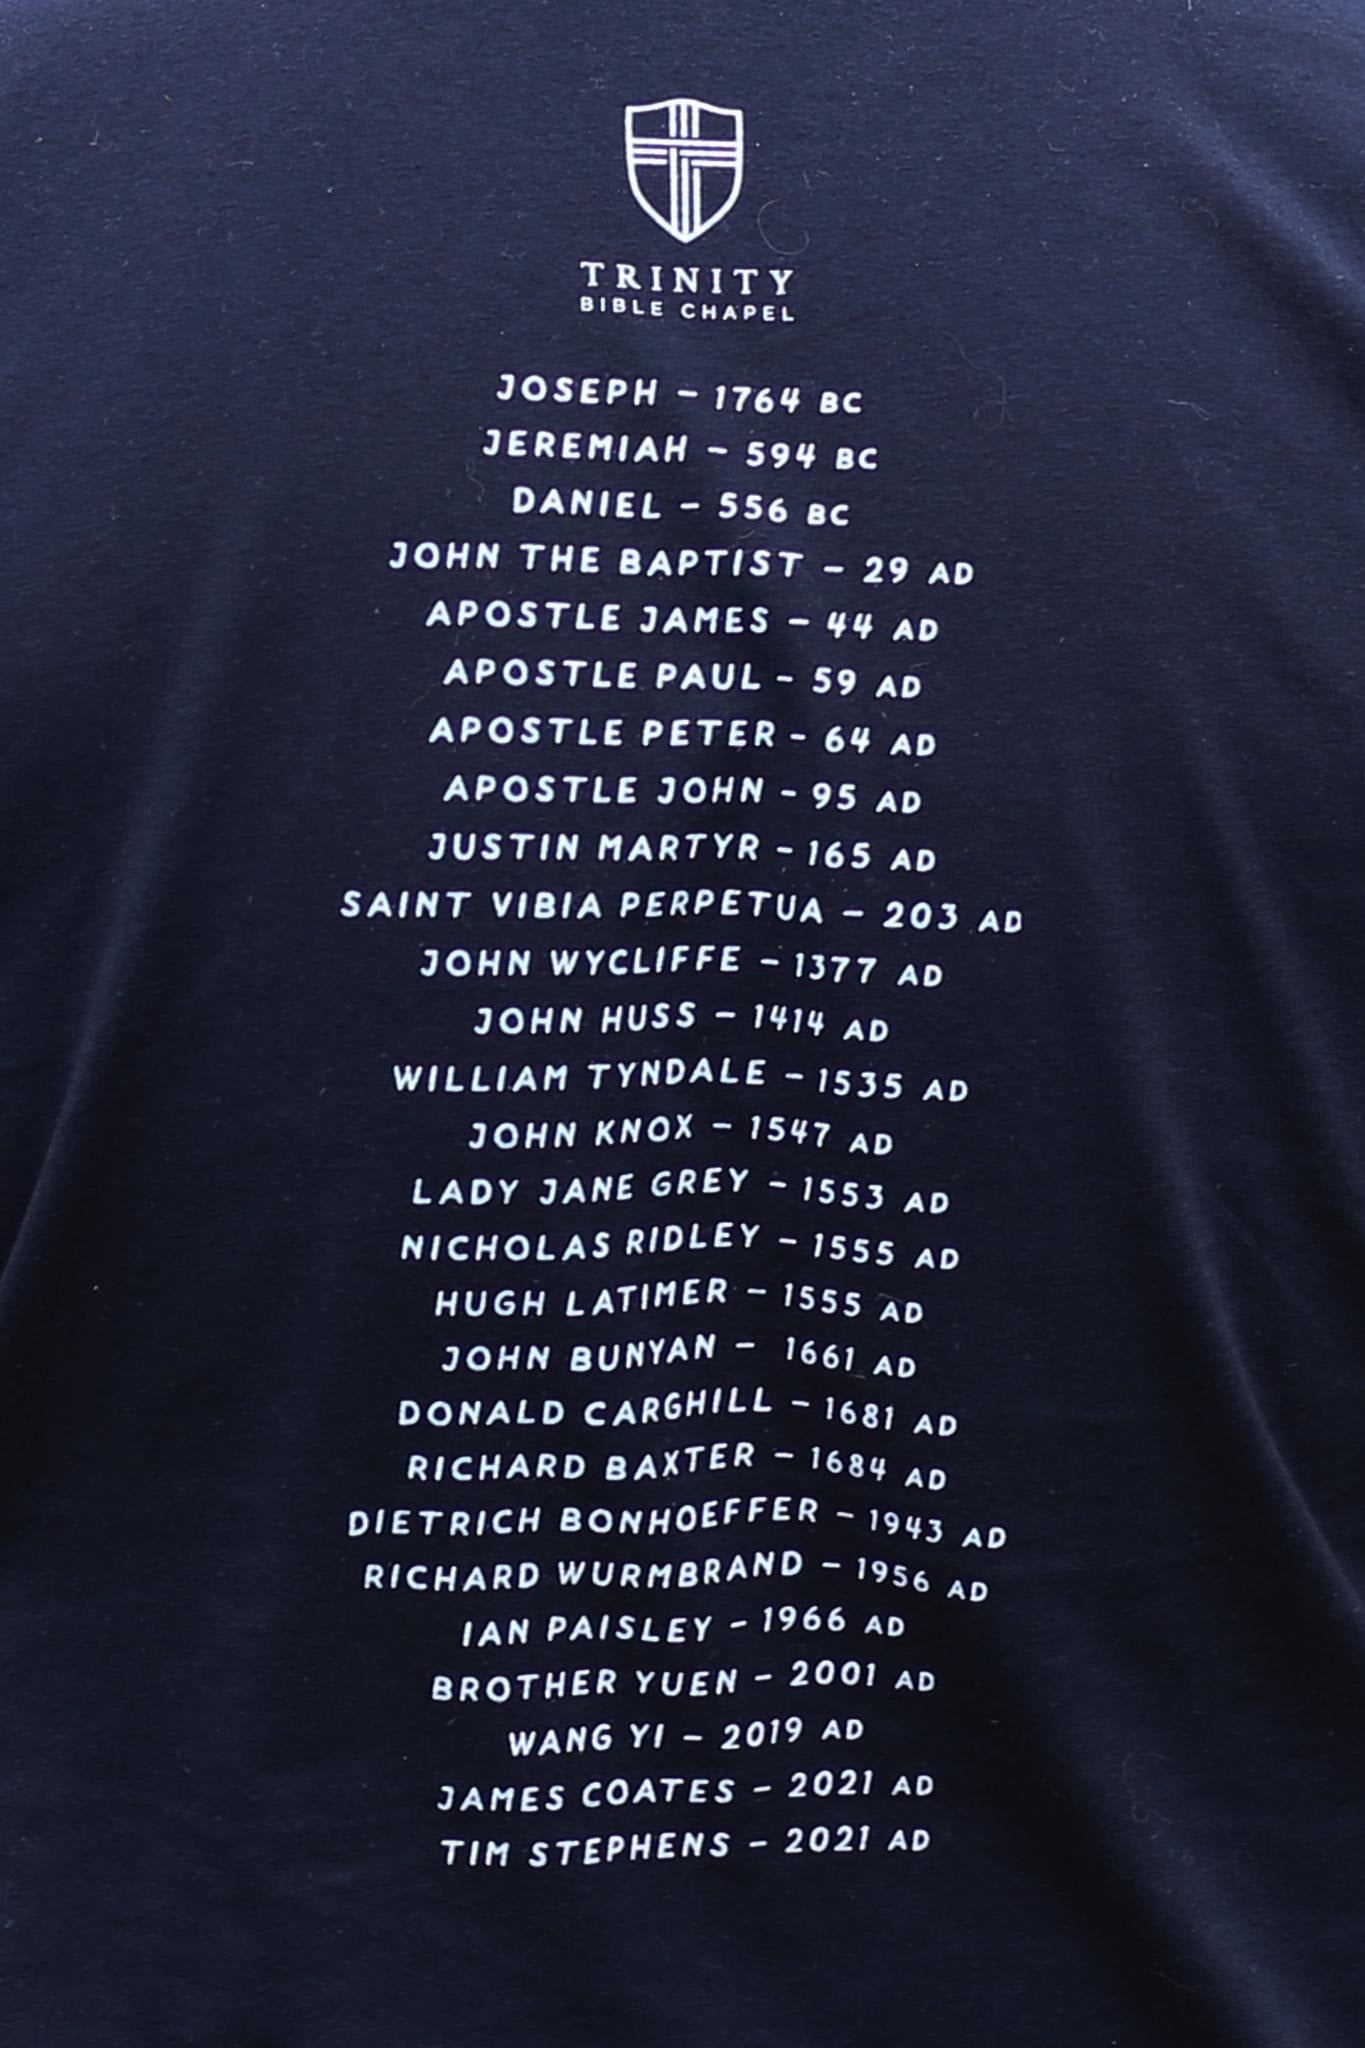 TRINITY
BIBLE CHAPEL
JOSEPH – 1764 BC
JEREMIAH – 594 BC
DANIEL – 556 BC
JOHN THE BAPTIST – 29 AD
APOSTLE JAMES – 44 AD
APOSTLE PAUL – 59 AD
APOSTLE PETER – 64 AD
APOSTLE JOHN – 95 AD
JUSTIN MARTYR – 165 AD
SAINT VIBIA PERPETUA – 203 AD
JOHN WYCLIFFE – 1377 AD
JOHN HUSS – 1414 AD
WILLIAM TYNDALE – 1535 AD
JOHN KNOX – 1547 AD
LADY JANE GREY – 1553 AD
NICHOLAS RIDLEY – 1555 AD
HUGH LATIMER – 1555 AD
JOHN BUNYAN – 1661 AD
DONALD CARGHILL – 1681 AD
RICHARD BAXTER – 1684 AD
DIETRICH BONHOEFFER – 1943 AD
RICHARD WURMBRAND – 1956 AD
IAN PAISLEY – 1966 AD
BROTHER YUEN – 2001 AD
WANG YI – 2019 AD
JAMES COATES – 2021 AD
TIM STEPHENS – 2021 AD